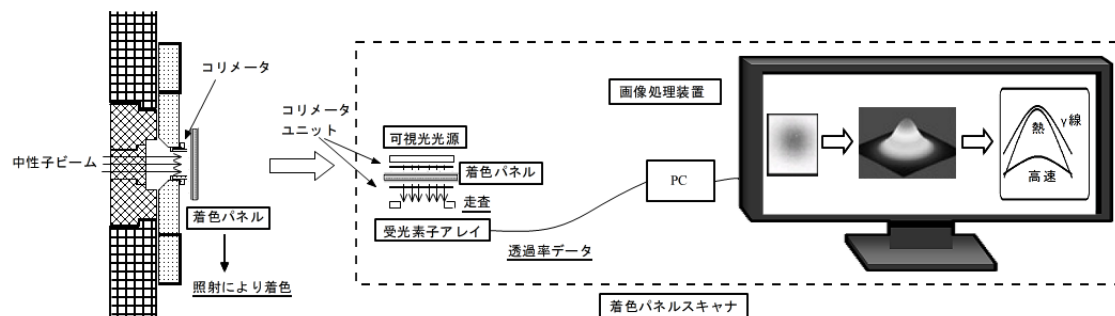 コリメータ
中性子ビーム
着色パネル
照射により着色
コリメータ
ユニット
可視光光源
着色パネル
走査
受光素子アレイ
透過率データ
PC
画像処理装置
熱
γ線
高速
着色パネルスキャナ